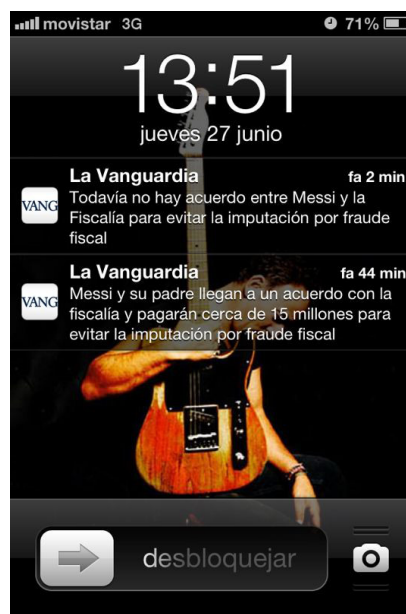 movistar 3G 71%
13:51
jueves 27 junio
La Vanguardia fa 2 min
VANG
Todavía no hay acuerdo entre Messi y la
Fiscalía para evitar la imputación por fraude
fiscal
La Vanguardia fa 44 min
VANG
Messi y su padre llegan a un acuerdo con la
fiscalía y pagarán cerca de 15 millones para
evitar la imputación por fraude fiscal
desbloquejar